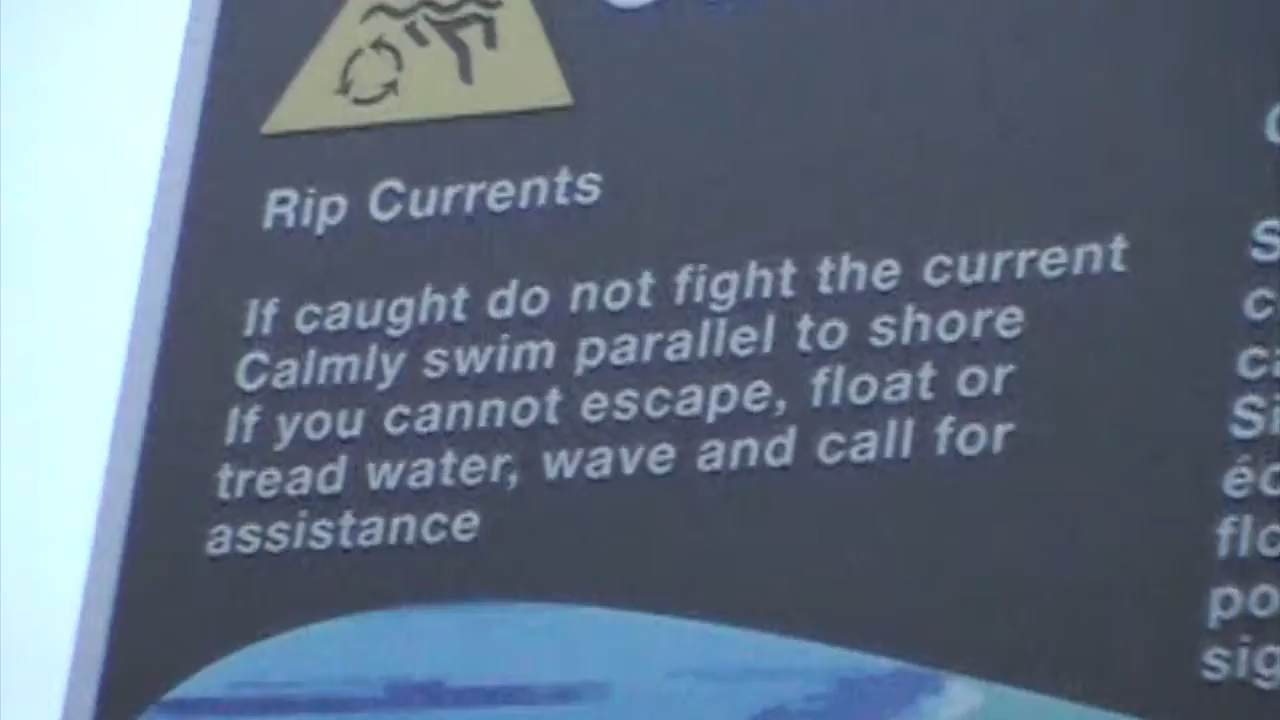 Rip Currents
If caught do not fight the current
Calmly swim parallel to shore
If you cannot escape, float or
tread water, wave and call for
assistance